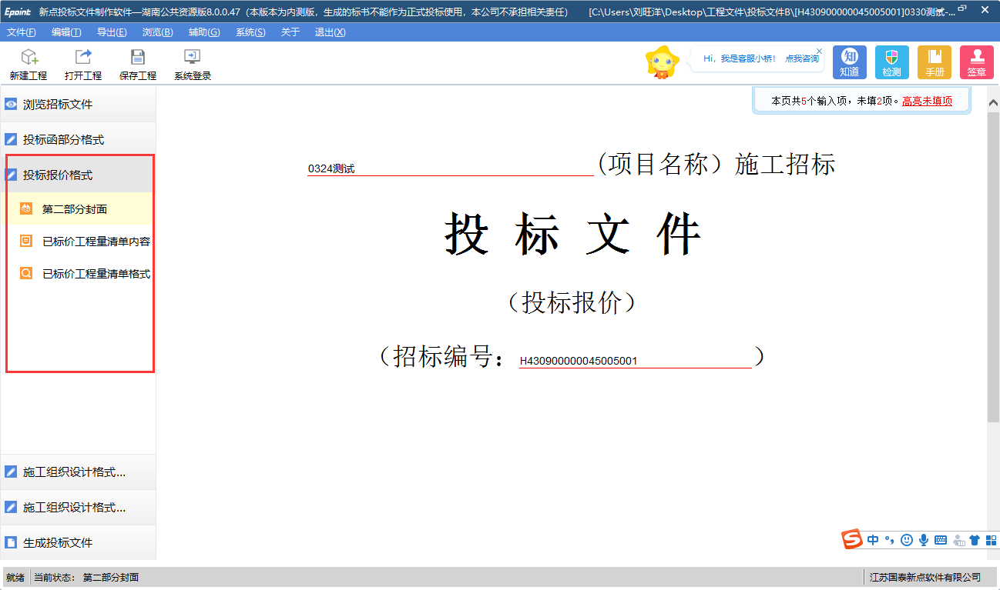 Epoint 新点投标文件制作软件—湖南公共资源版8.0.0.47（本版本为内测版，生成的标书不能作为正式投标使用，本公司不承担相关责任） [C:\Users\刘旺洋\Desktop\工程文件\投标文件B\[H430900000045005001]0330测试-...
文件(F) 编辑(T) 导出(E) 浏览(B) 辅助(G) 系统(S) 关于 退出(X)
新建工程 打开工程 保存工程 系统登录
Hi，我是客服小桥！ 点我咨询
知 知道 检测 手册 签章
浏览招标文件
投标函部分格式
投标报价格式
第二部分封面
已标价工程量清单内容
已标价工程量清单格式
施工组织设计格式...
施工组织设计格式...
生成投标文件
本页共5个输入项，未填2项。高亮未填项
0324测试 （项目名称）施工招标
投 标 文 件
（投标报价）
（招标编号： H430900000045005001 ）
S 中
就绪 当前状态： 第二部分封面 江苏国泰新点软件有限公司